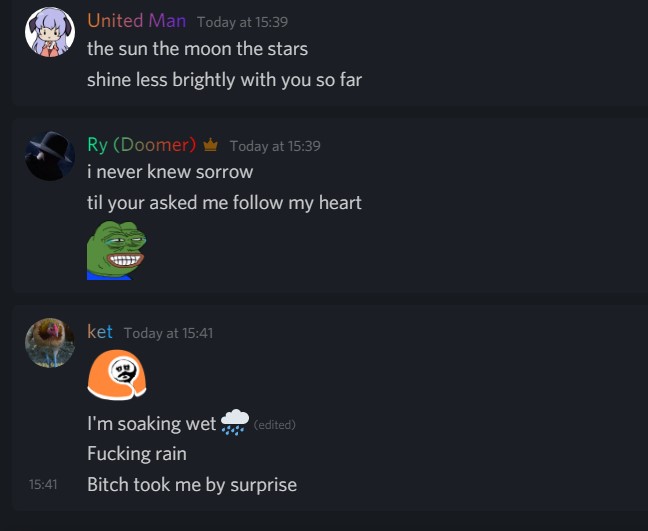 United Man Today at 15:39
the sun the moon the stars
shine less brightly with you so far
Ry (Doomer) Today at 15:39
i never knew sorrow
til your asked me follow my heart
ket Today at 15:41
I'm soaking wet (edited)
Fucking rain
15:41 Bitch took me by surprise